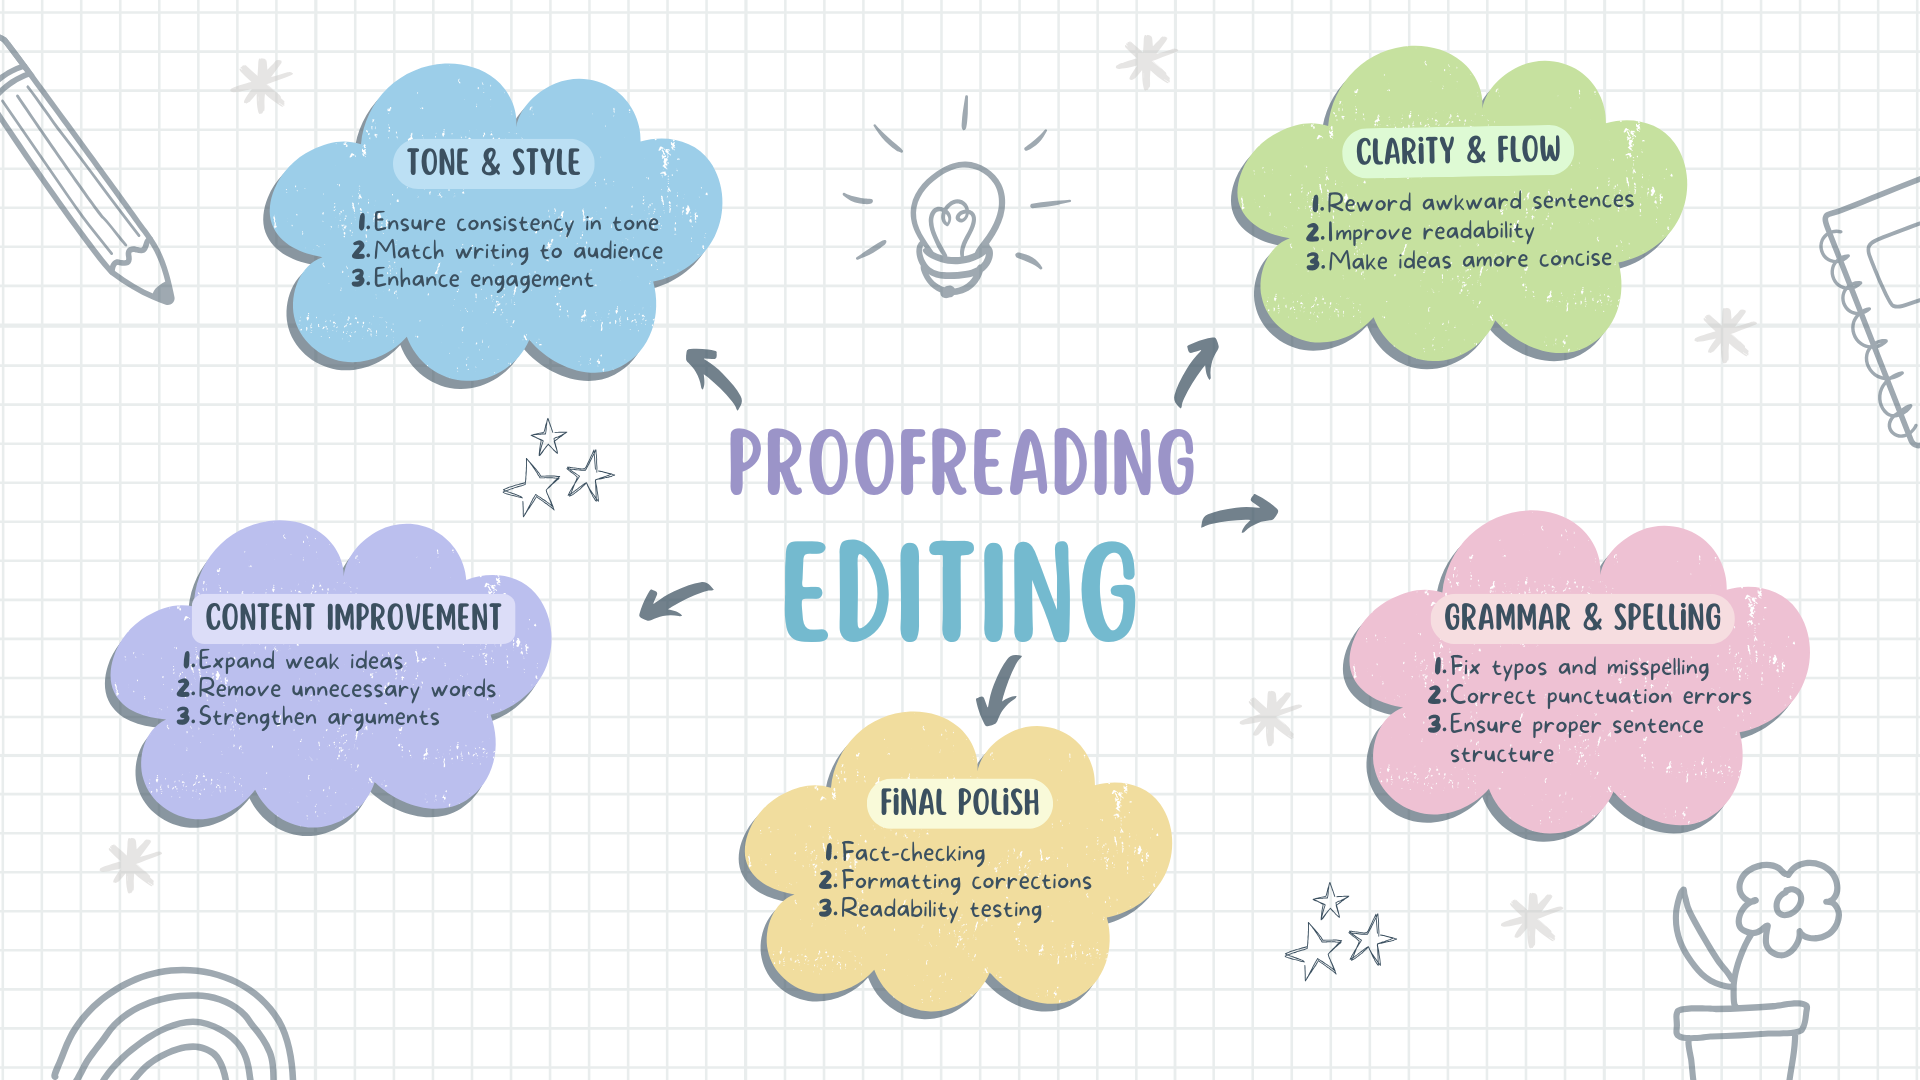 TONE & STYLE
1. Ensure consistency in tone
2. Match writing to audience
3. Enhance engagement
CLARITY & FLOW
1. Reword awkward sentences
2. Improve readability
3. Make ideas amore concise
PROOFREADING
EDITING
CONTENT IMPROVEMENT
1. Expand weak ideas
2. Remove unnecessary words
3. Strengthen arguments
GRAMMAR & SPELLING
1. Fix typos and misspelling
2. Correct punctuation errors
3. Ensure proper sentence
structure
FINAL POLISH
1. Fact-checking
2. Formatting corrections
3. Readability testing